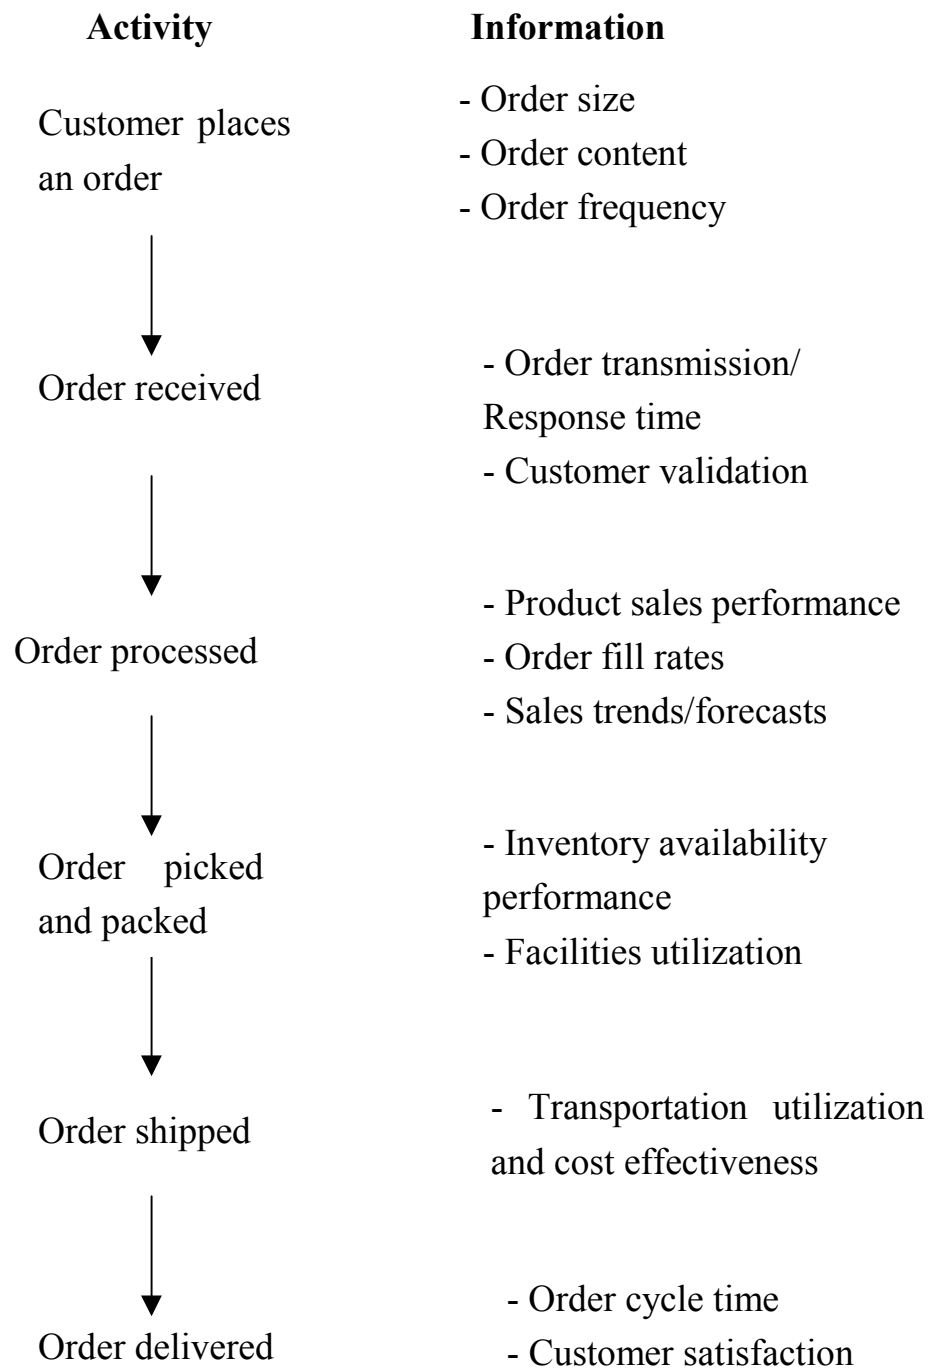 Activity Information
Customer places
an order
- Order size
- Order content
- Order frequency
Order received
- Order transmission/
Response time
- Customer validation
Order processed
- Product sales performance
- Order fill rates
- Sales trends/forecasts
Order picked
and packed
- Inventory availability
performance
- Facilities utilization
Order shipped
- Transportation utilization
and cost effectiveness
Order delivered
- Order cycle time
- Customer satisfaction